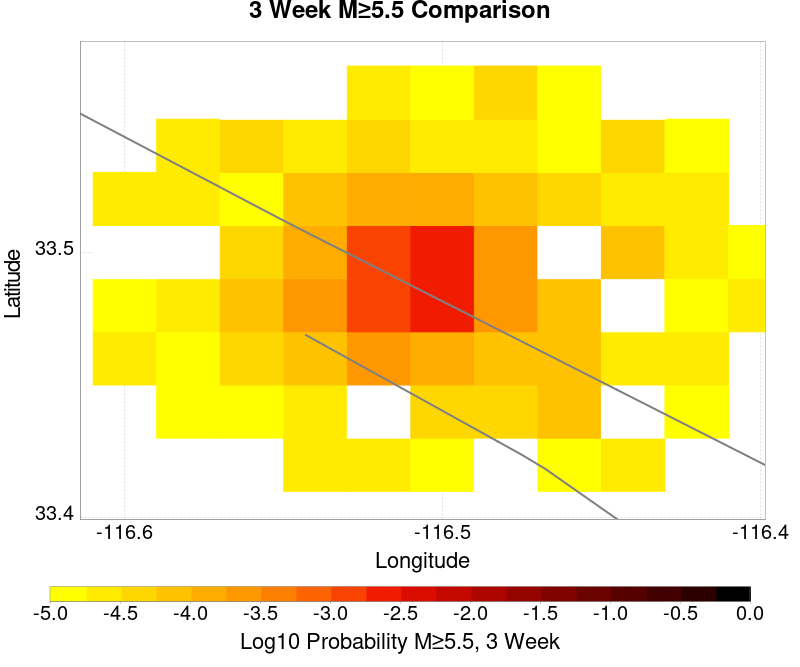 3 Week M≥5.5 Comparison
Latitude
33.5
33.4
-116.6 -116.5 -116.4
Longitude
-5.0 -4.5 -4.0 -3.5 -3.0 -2.5 -2.0 -1.5 -1.0 -0.5 0.0
Log10 Probability M≥5.5, 3 Week